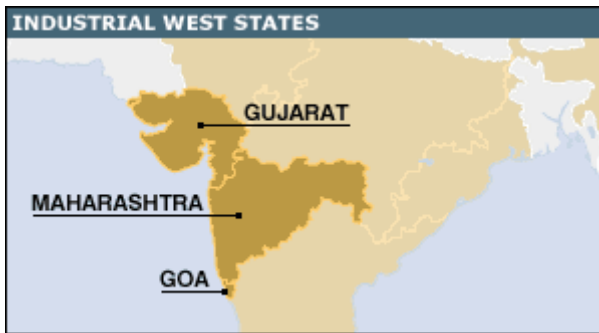 INDUSTRIAL WEST STATES
GUJARAT
MAHARASHTRA
GOA